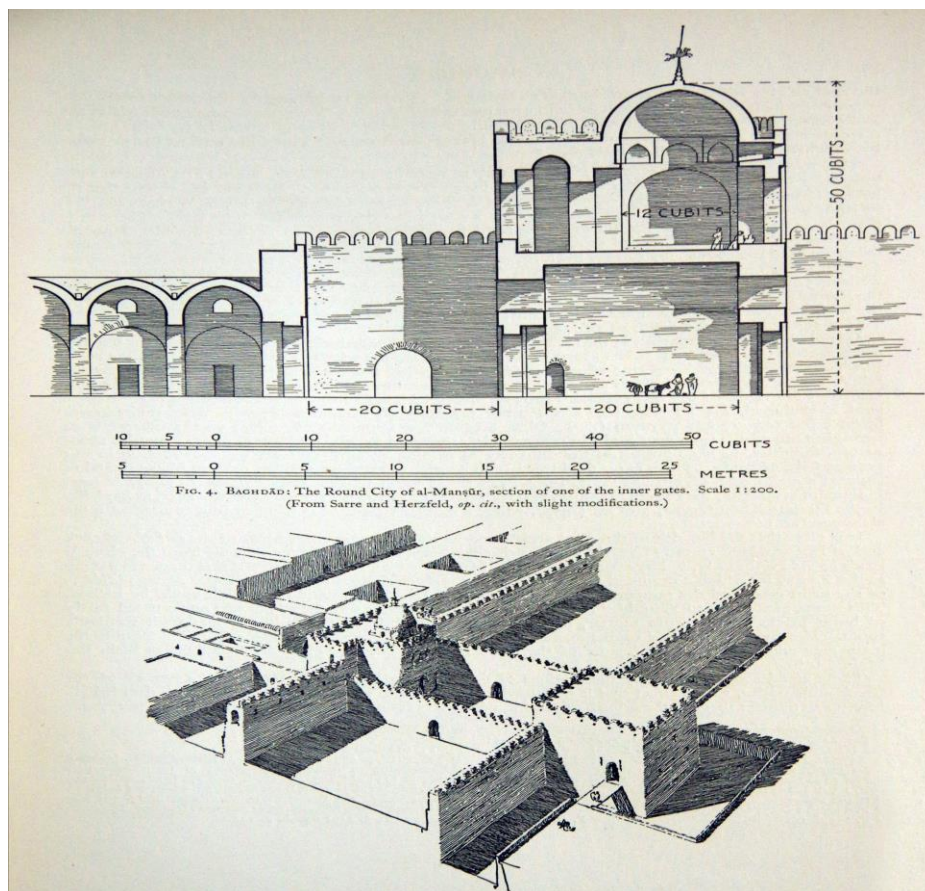 50 CUBITS
12 CUBITS
20 CUBITS
20 CUBITS
10 5 0 10 20 30 40 50 CUBITS
5 0 5 10 15 20 25 METRES
Fig. 4. Baghdād: The Round City of al-Manṣūr, section of one of the inner gates. Scale 1:200.
(From Sarre and Herzfeld, op. cit., with slight modifications.)